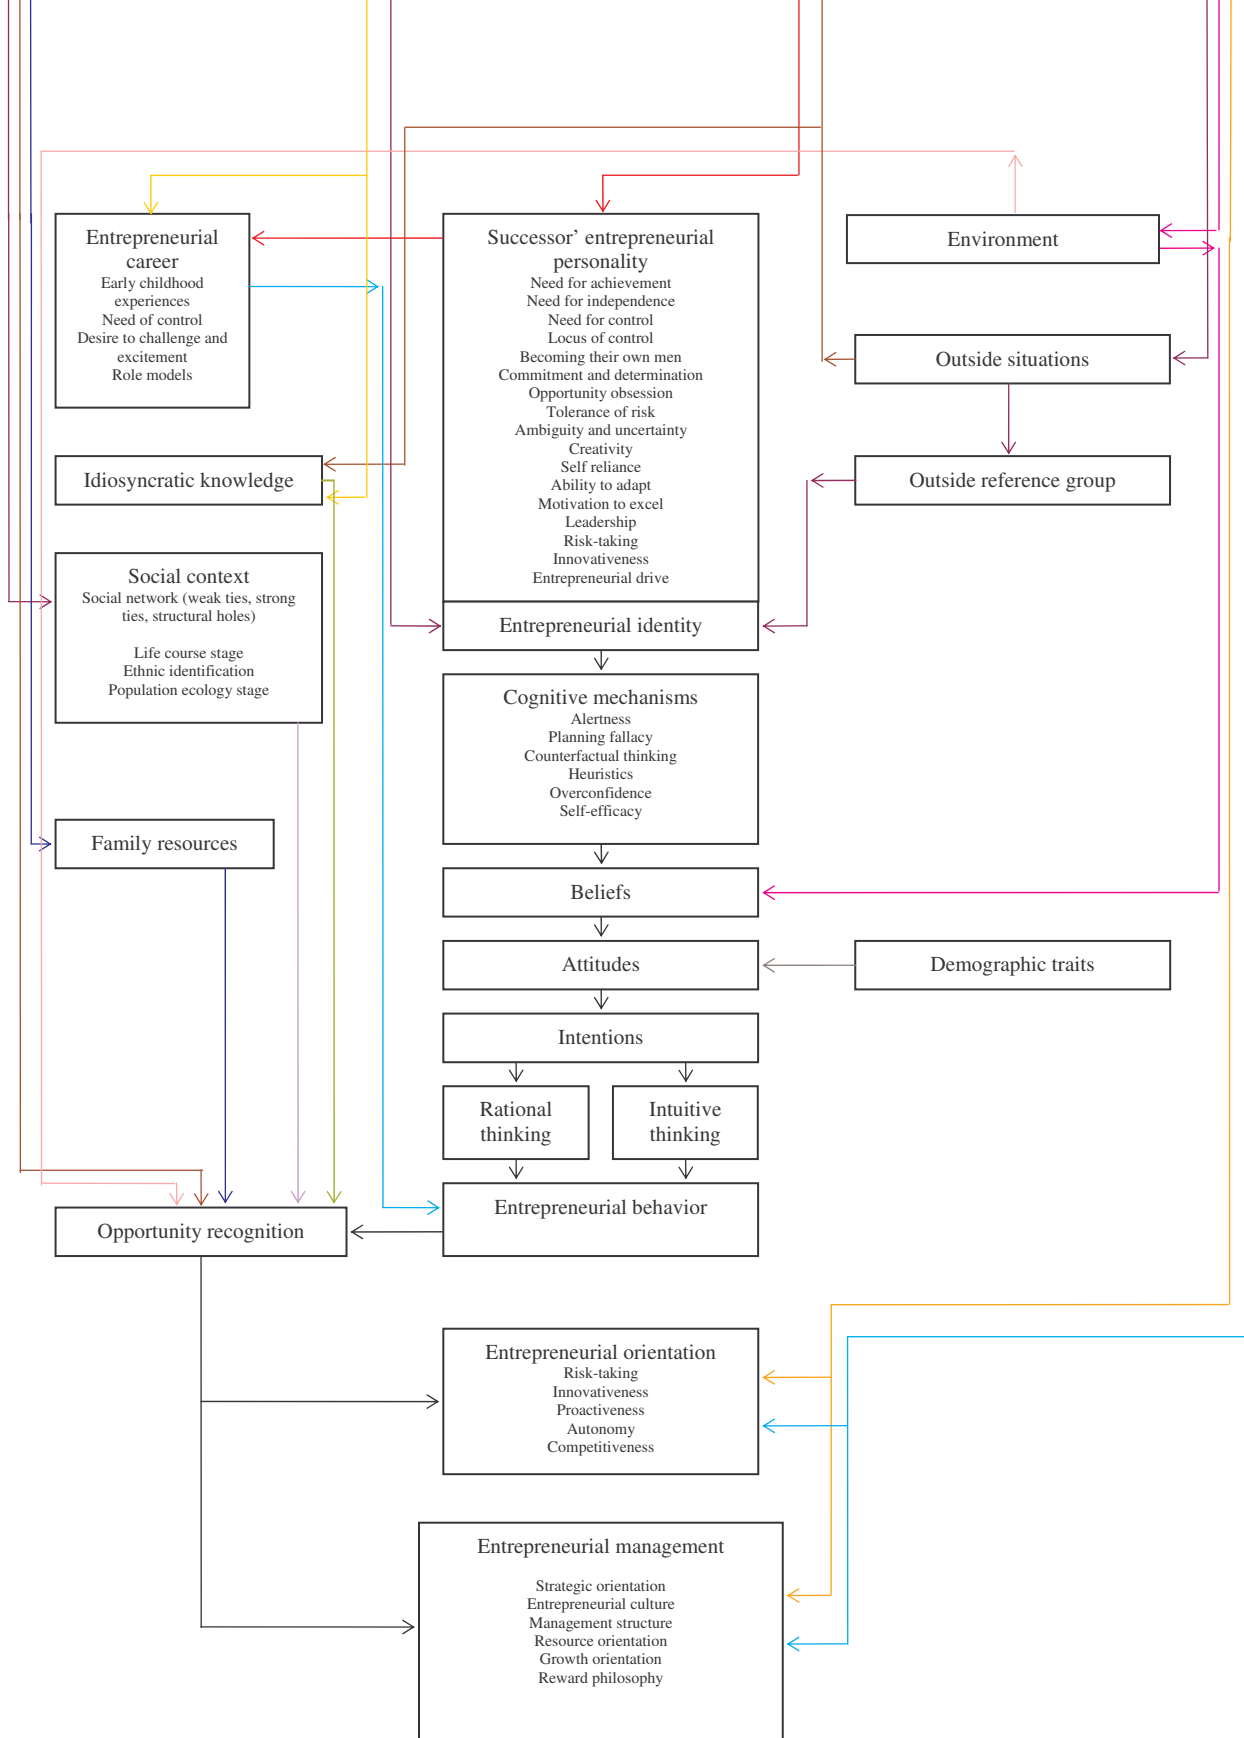 Entrepreneurial
career
Early childhood
experiences
Need of control
Desire to challenge and
excitement
Role models
Successor’ entrepreneurial
personality
Need for achievement
Need for independence
Need for control
Locus of control
Becoming their own men
Commitment and determination
Opportunity obsession
Tolerance of risk
Ambiguity and uncertainty
Creativity
Self reliance
Ability to adapt
Motivation to excel
Leadership
Risk-taking
Innovativeness
Entrepreneurial drive
Environment
Outside situations
Idiosyncratic knowledge
Outside reference group
Social context
Social network (weak ties, strong
ties, structural holes)
Life course stage
Ethnic identification
Population ecology stage
Entrepreneurial identity
Cognitive mechanisms
Alertness
Planning fallacy
Counterfactual thinking
Heuristics
Overconfidence
Self-efficacy
Family resources
Beliefs
Attitudes
Demographic traits
Intentions
Rational
thinking
Intuitive
thinking
Entrepreneurial behavior
Opportunity recognition
Entrepreneurial orientation
Risk-taking
Innovativeness
Proactiveness
Autonomy
Competitiveness
Entrepreneurial management
Strategic orientation
Entrepreneurial culture
Management structure
Resource orientation
Growth orientation
Reward philosophy